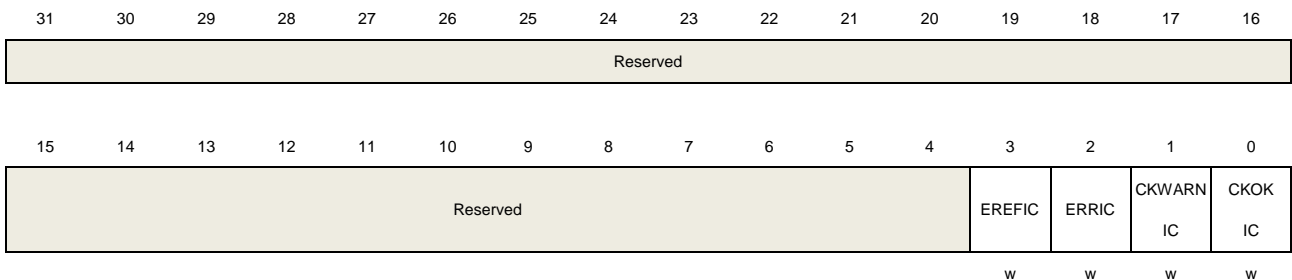 31 30 29 28 27 26 25 24 23 22 21 20 19 18 17 16
Reserved
15 14 13 12 11 10 9 8 7 6 5 4 3 2 1 0
Reserved EREFIC ERRIC CKWARN IC CKOK IC
w w w w